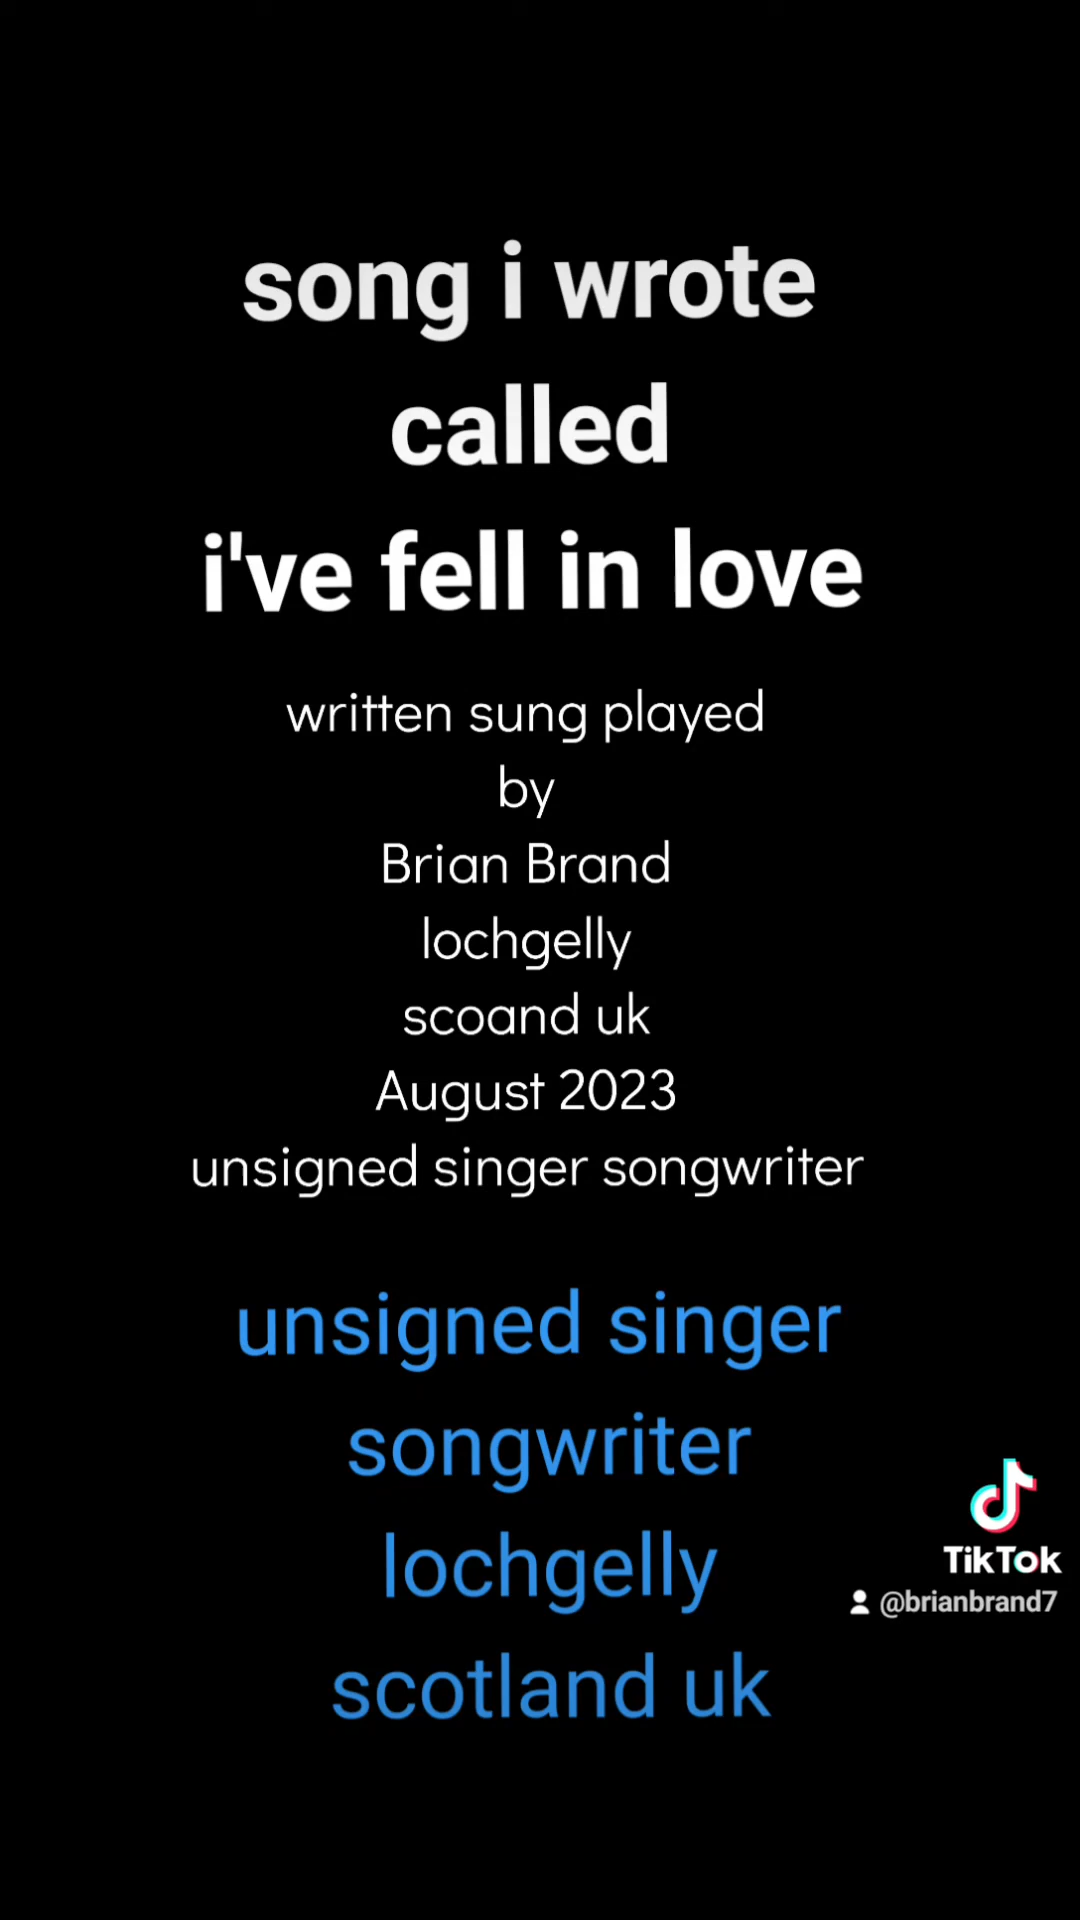 song i wrote
called
i've fell in love
written sung played
by
Brian Brand
lochgelly
scoand uk
August 2023
unsigned singer songwriter
unsigned singer
songwriter
lochgelly
scotland uk
TikTok
@brianbrand7